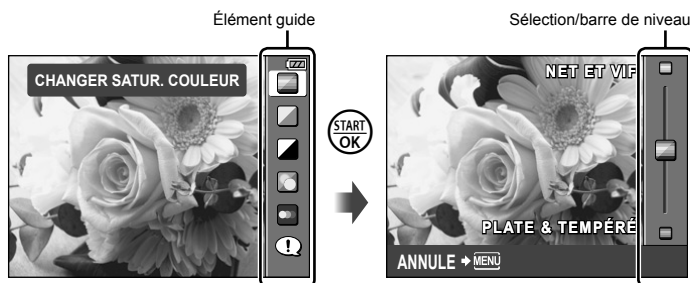 Élément guide
Sélection/barre de niveau
CHANGER SATUR. COULEUR
START
OK
NET ET VIF
PLATE & TEMPÉRÉ
ANNULE MENU